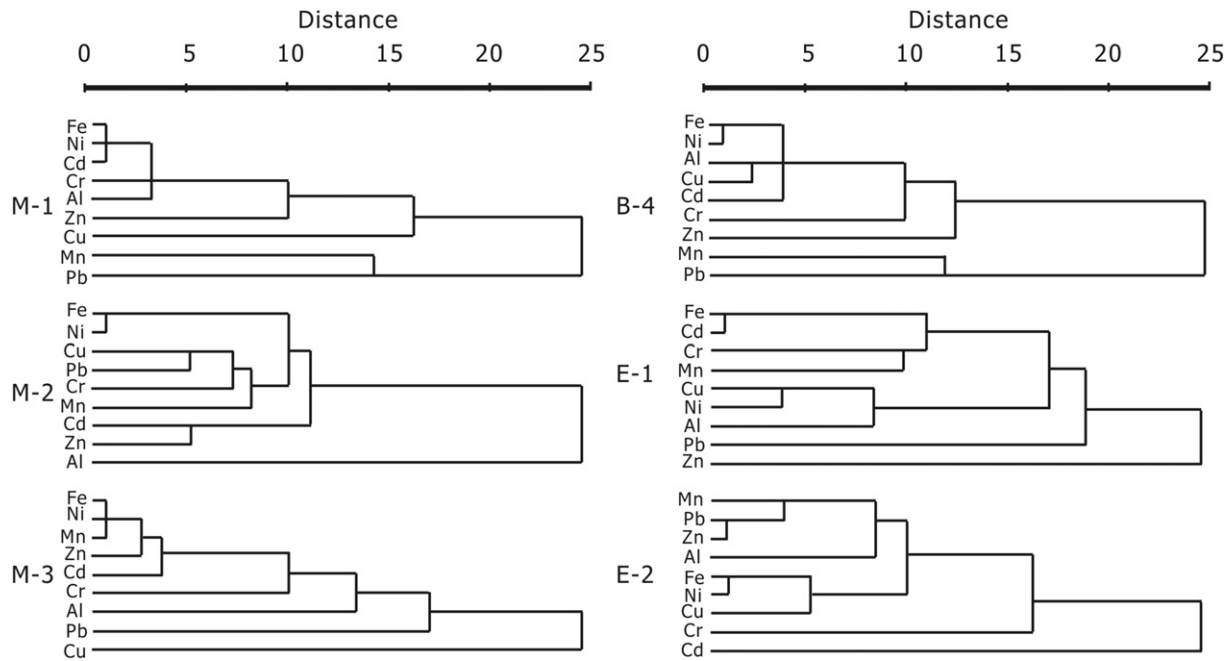 Distance
0 5 10 15 20 25
M-1
Fe
Ni
Cd
Cr
Al
Zn
Cu
Mn
Pb
M-2
Fe
Ni
Cu
Pb
Cr
Mn
Cd
Zn
Al
M-3
Fe
Ni
Mn
Zn
Cd
Cr
Al
Pb
Cu
Distance
0 5 10 15 20 25
B-4
Fe
Ni
Al
Cu
Cd
Cr
Zn
Mn
Pb
E-1
Fe
Cd
Cr
Mn
Cu
Ni
Al
Pb
Zn
E-2
Mn
Pb
Zn
Al
Fe
Ni
Cu
Cr
Cd